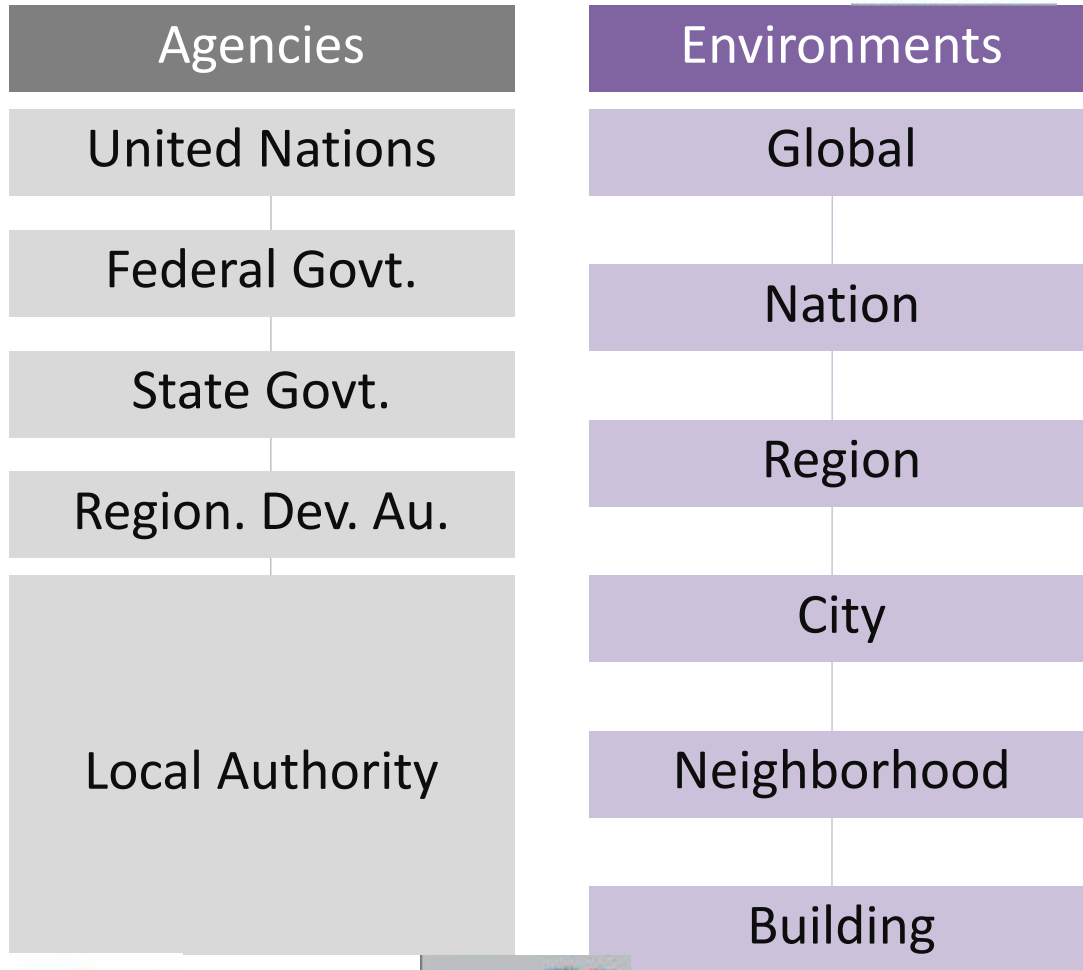 Agencies
United Nations
Federal Govt.
State Govt.
Region. Dev. Au.
Local Authority
Environments
Global
Nation
Region
City
Neighborhood
Building